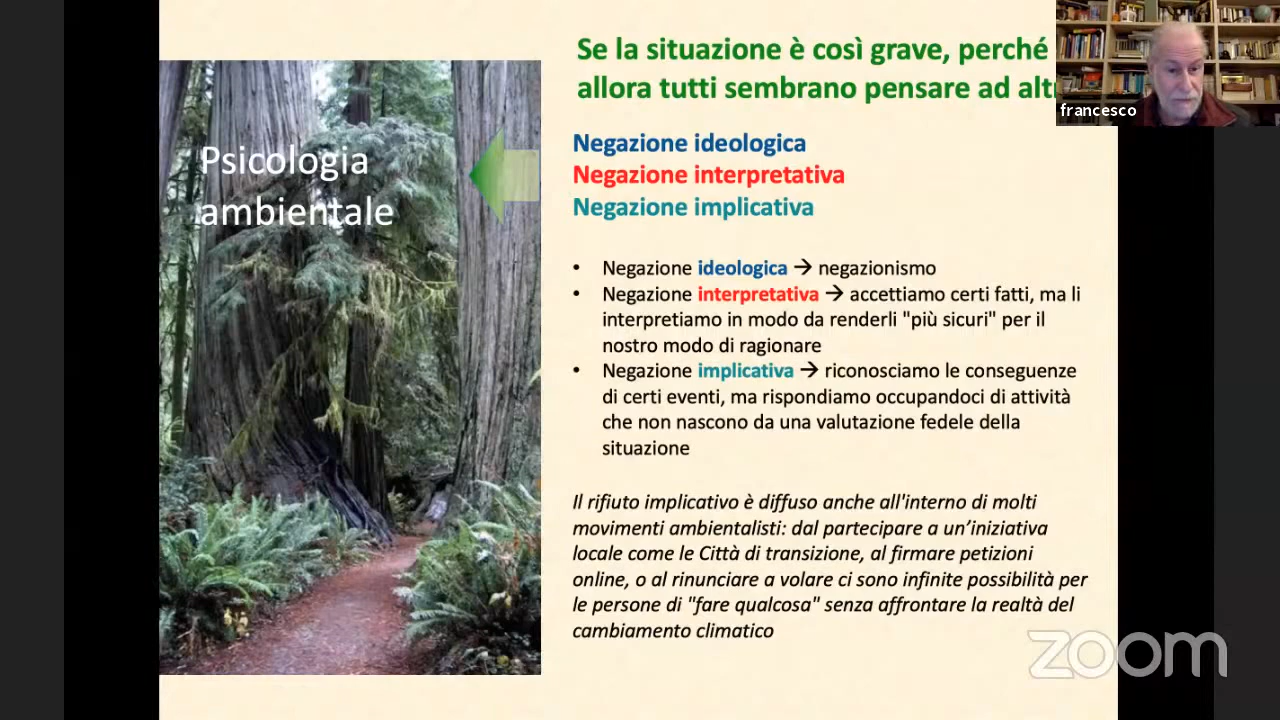 Se la situazione è così grave, perché
allora tutti sembrano pensare ad
francesco
Psicologia
ambientale
Negazione ideologica
Negazione interpretativa
Negazione implicativa
• Negazione ideologica → negazionismo
• Negazione interpretativa → accettiamo certi fatti, ma li
interpretiamo in modo da renderli "più sicuri" per il
nostro modo di ragionare
• Negazione implicativa → riconosciamo le conseguenze
di certi eventi, ma rispondiamo occupandoci di attività
che non nascono da una valutazione fedele della
situazione
Il rifiuto implicativo è diffuso anche all'interno di molti
movimenti ambientalisti: dal partecipare a un’iniziativa
locale come le Città di transizione, al firmare petizioni
online, o al rinunciare a volare ci sono infinite possibilità per
le persone di "fare qualcosa" senza affrontare la realtà del
cambiamento climatico
zoom